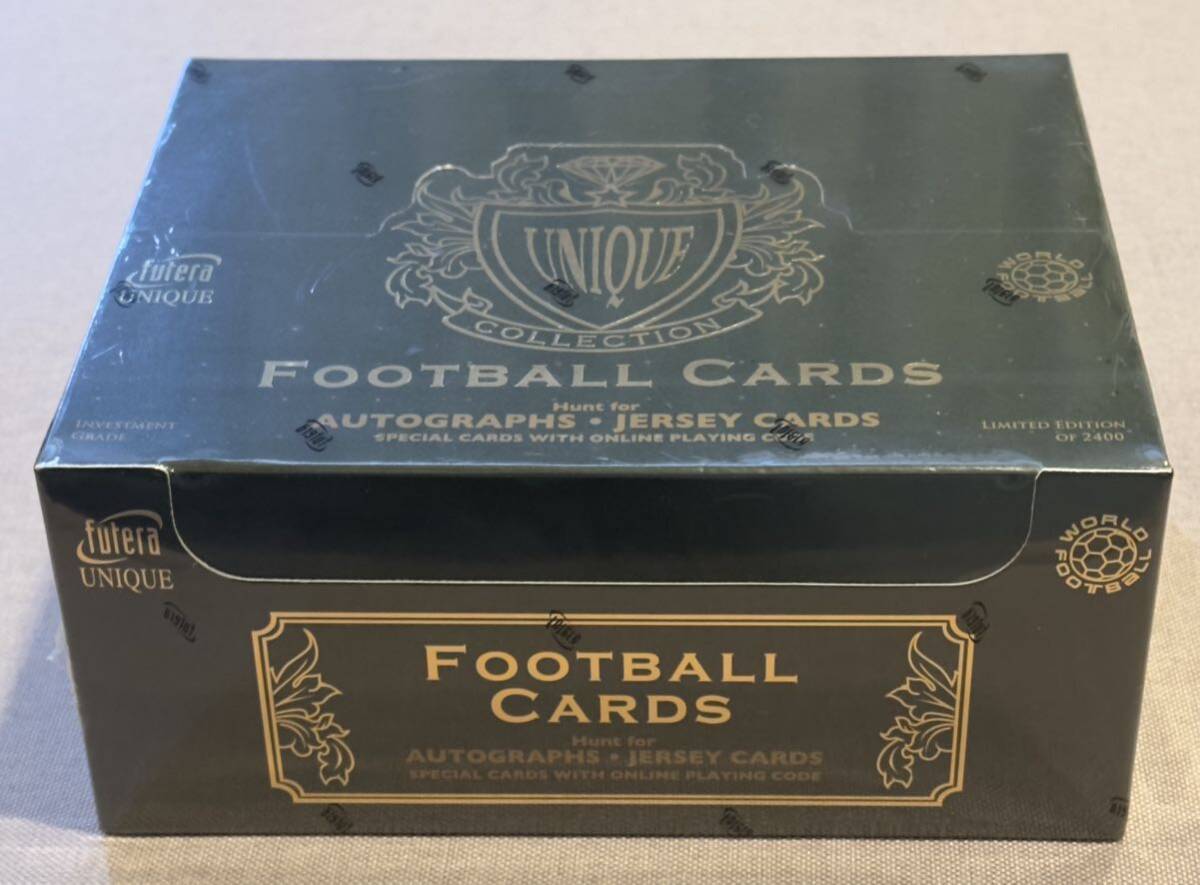 UNIQUE
COLLECTION
futera
UNIQUE
WORLD
FOOTBALL
FOOTBALL CARDS
Hunt for
AUTOGRAPHS • JERSEY CARDS
SPECIAL CARDS WITH ONLINE PLAYING CODE
INVESTMENT
GRADE
LIMITED EDITION
OF 2400
futera
UNIQUE
WORLD
FOOTBALL
FOOTBALL
CARDS
Hunt for
AUTOGRAPHS • JERSEY CARDS
SPECIAL CARDS WITH ONLINE PLAYING CODE